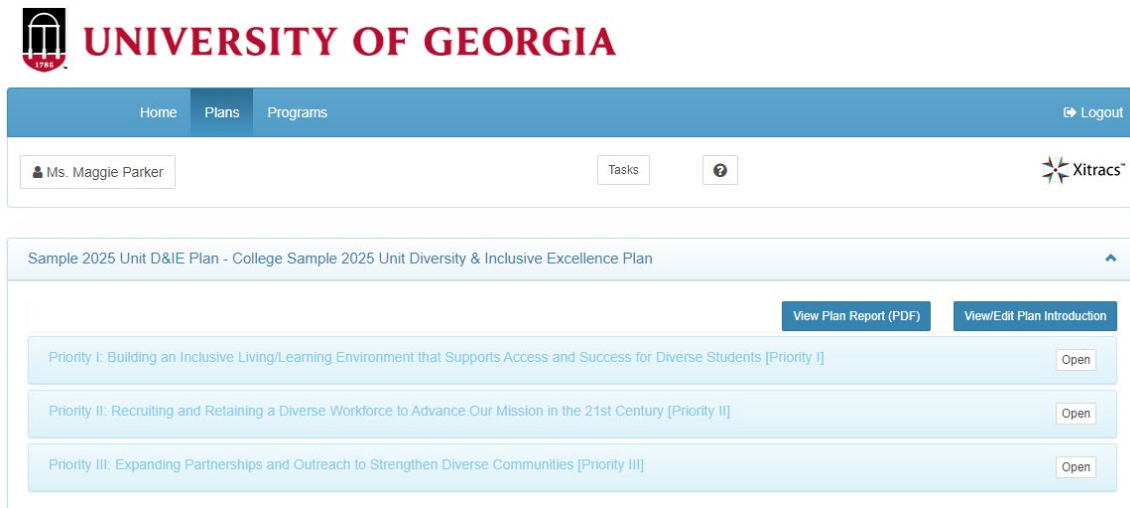 1785
UNIVERSITY OF GEORGIA
Home Plans Programs Logout
Ms. Maggie Parker Tasks Xitracs™
Sample 2025 Unit D&IE Plan - College Sample 2025 Unit Diversity & Inclusive Excellence Plan
View Plan Report (PDF) View/Edit Plan Introduction
Priority I: Building an Inclusive Living/Learning Environment that Supports Access and Success for Diverse Students [Priority I] Open
Priority II: Recruiting and Retaining a Diverse Workforce to Advance Our Mission in the 21st Century [Priority II] Open
Priority III: Expanding Partnerships and Outreach to Strengthen Diverse Communities [Priority III] Open